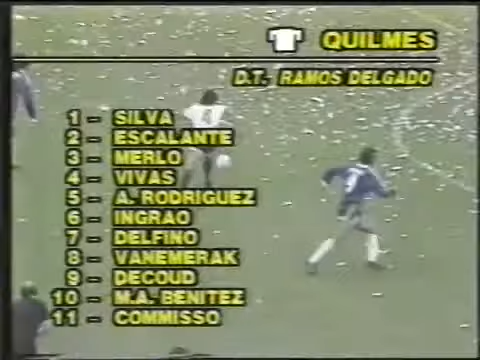 QUILMES
D.T. RAMOS DELGADO
1 - SILVA
2 - ESCALANTE
3 - MERLO
4 - VIVAS
5 - A. RODRIGUEZ
6 - INGRAO
7 - DELFINO
8 - VANEMERAK
9 - DECOUD
10 - M.A. BENITEZ
11 - COMMISSO